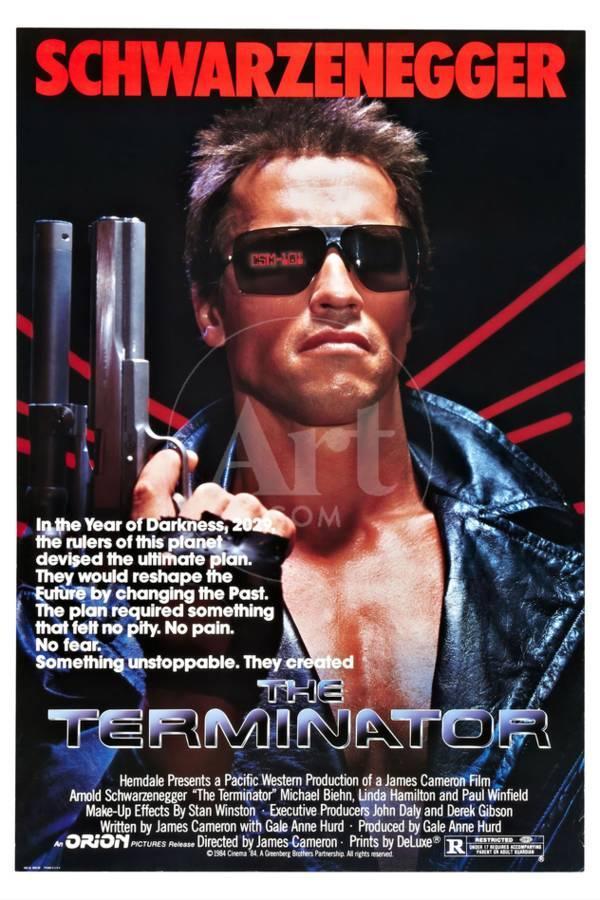 SCHWARZENEGGER
CSM-101
Art
.COM
In the Year of Darkness, 2029,
the rulers of this planet
devised the ultimate plan.
They would reshape the
Future by changing the Past.
The plan required something
that felt no pity. No pain.
No fear.
Something unstoppable. They created
THE
TERMINATOR
Hemdale Presents a Pacific Western Production of a James Cameron Film
Arnold Schwarzenegger "The Terminator" Michael Biehn, Linda Hamilton and Paul Winfield
Make-Up Effects By Stan Winston · Executive Producers John Daly and Derek Gibson
Written by James Cameron with Gale Anne Hurd · Produced by Gale Anne Hurd
An ORION PICTURES Release Directed by James Cameron · Prints by DeLuxe®
©1984 Cinema '84. A Greenberg Brothers Partnership. All rights reserved.
R RESTRICTED
UNDER 17 REQUIRES ACCOMPANYING
PARENT OR ADULT GUARDIAN
®